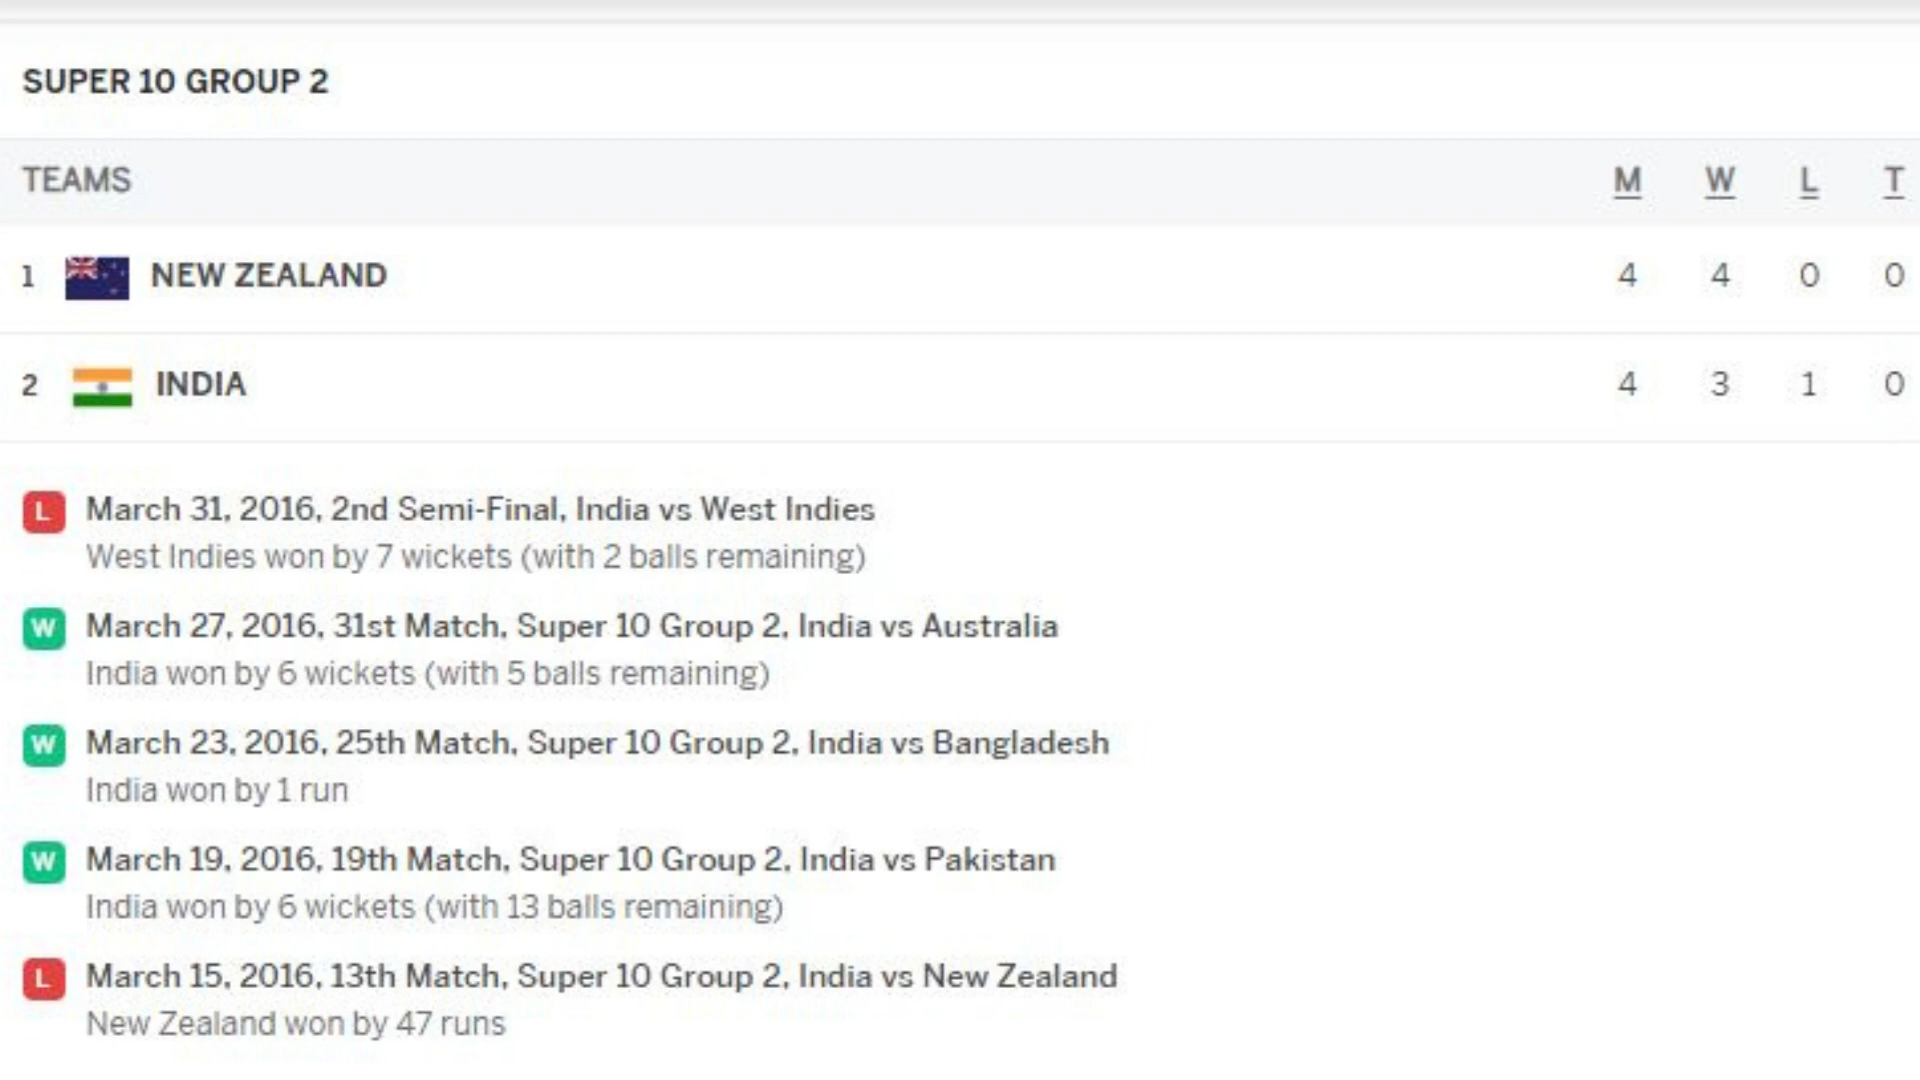 SUPER 10 GROUP 2
TEAMS M W L T
1 NEW ZEALAND 4 4 0 0
2 INDIA 4 3 1 0
L March 31, 2016, 2nd Semi-Final, India vs West Indies
West Indies won by 7 wickets (with 2 balls remaining)
W March 27, 2016, 31st Match, Super 10 Group 2, India vs Australia
India won by 6 wickets (with 5 balls remaining)
W March 23, 2016, 25th Match, Super 10 Group 2, India vs Bangladesh
India won by 1 run
W March 19, 2016, 19th Match, Super 10 Group 2, India vs Pakistan
India won by 6 wickets (with 13 balls remaining)
L March 15, 2016, 13th Match, Super 10 Group 2, India vs New Zealand
New Zealand won by 47 runs